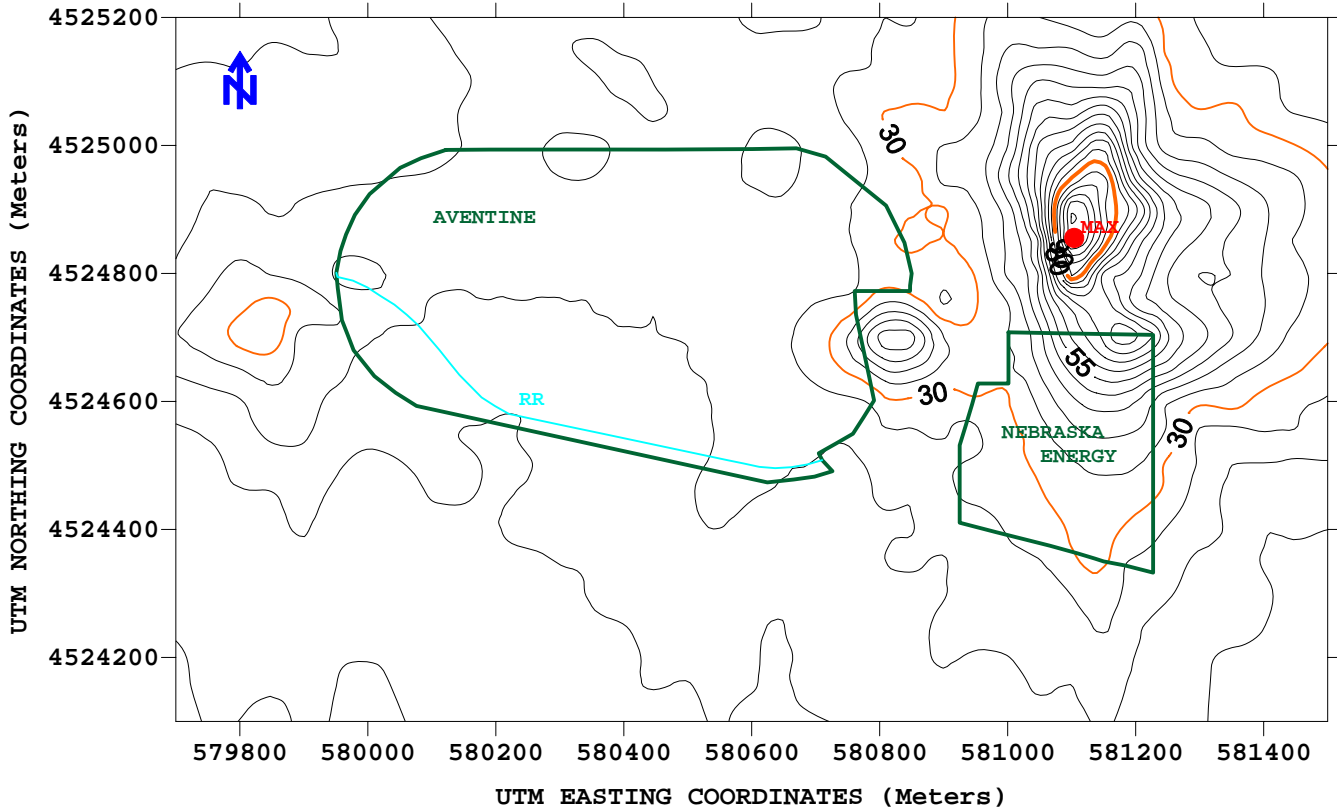 4525200
N
4525000
4524800
4524600
4524400
4524200
UTM NORTHING COORDINATES (Meters)
30
AVENTINE
MAX
55
RR
30
NEBRASKA
ENERGY
30
579800 580000 580200 580400 580600 580800 581000 581200 581400
UTM EASTING COORDINATES (Meters)